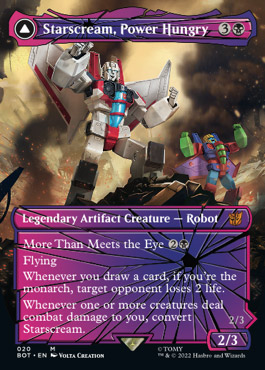 Starscream, Power Hungry 3
Legendary Artifact Creature — Robot
More Than Meets the Eye 2
Flying
Whenever you draw a card, if you're the
monarch, target opponent loses 2 life.
Whenever one or more creatures deal
combat damage to you, convert
Starscream.
2/3
2/3
020 M
BOT • EN Volta Creation
© TOMY
™ & © 2022 Hasbro and Wizards